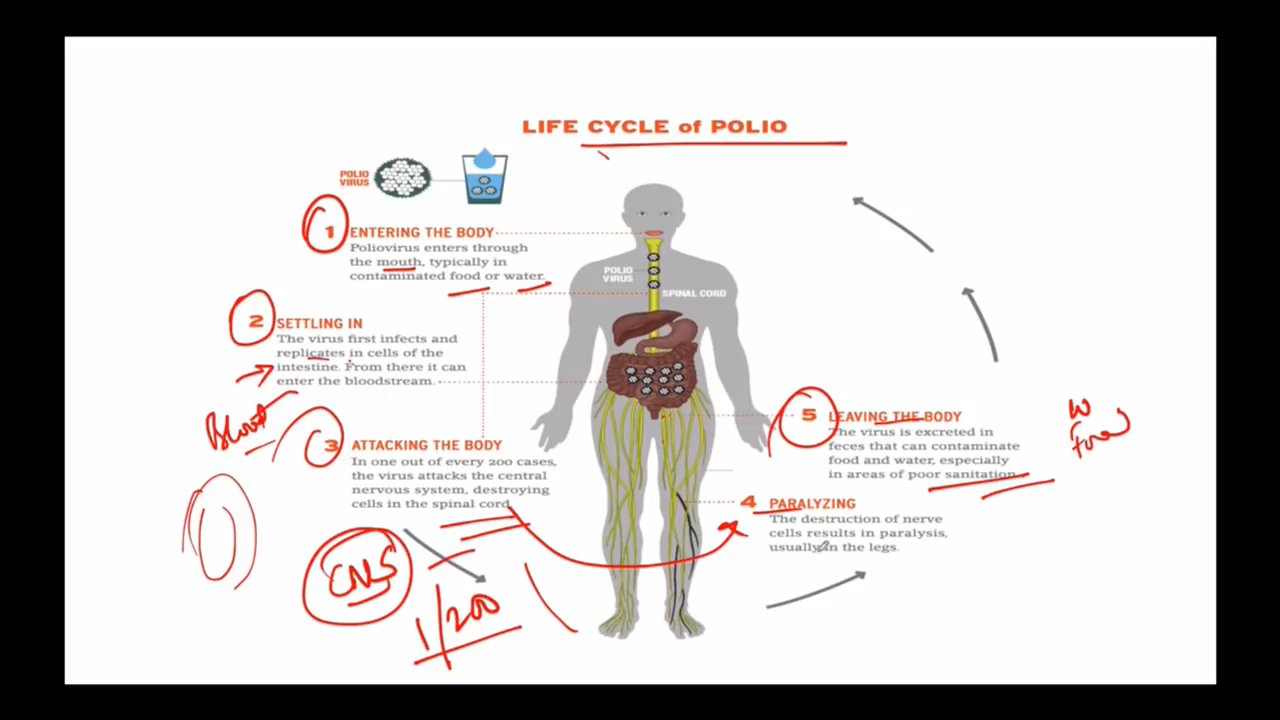 LIFE CYCLE of POLIO
POLIO
VIRUS
1 ENTERING THE BODY
Poliovirus enters through
the mouth, typically in
contaminated food or water.
POLIO
VIRUS
SPINAL CORD
2 SETTLING IN
The virus first infects and
replicates in cells of the
intestine. From there it can
enter the bloodstream.
Blood
3 ATTACKING THE BODY
In one out of every 200 cases,
the virus attacks the central
nervous system, destroying
cells in the spinal cord
CNS
1/200
4 PARALYZING
The destruction of nerve
cells results in paralysis,
usually in the legs.
5 LEAVING THE BODY
The virus is excreted in
feces that can contaminate
food and water, especially
in areas of poor sanitation
W